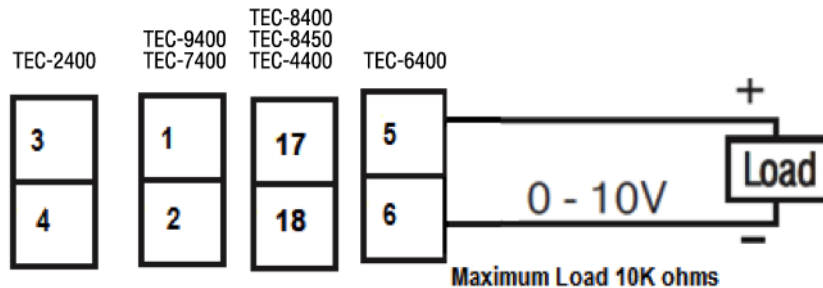 TEC-8400
TEC-9400 TEC-8450
TEC-2400 TEC-7400 TEC-4400 TEC-6400
3 1 17 5
4 2 18 6
+
Load
0 - 10V
–
Maximum Load 10K ohms